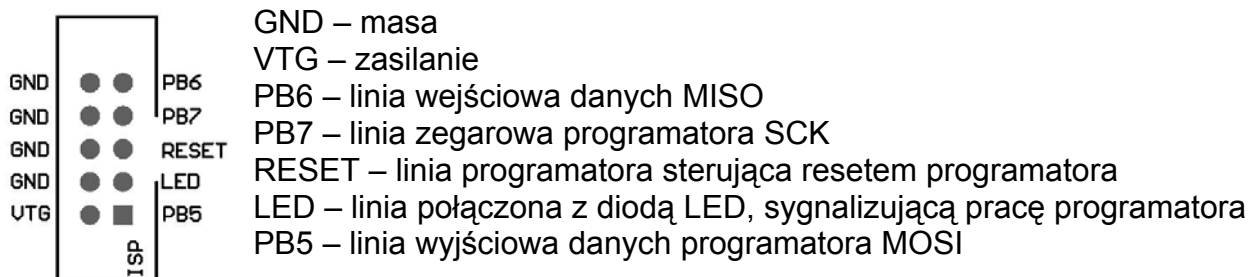 GND PB6
GND PB7
GND RESET
GND LED
VTG PB5
ISP
GND – masa
VTG – zasilanie
PB6 – linia wejściowa danych MISO
PB7 – linia zegarowa programatora SCK
RESET – linia programatora sterująca resetem programatora
LED – linia połączona z diodą LED, sygnalizującą pracę programatora
PB5 – linia wyjściowa danych programatora MOSI